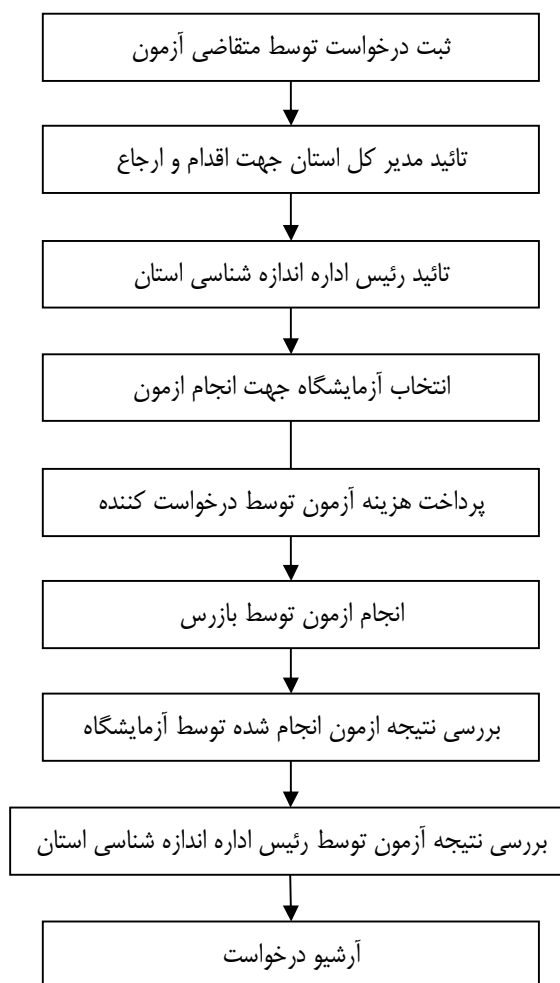 ثبت درخواست توسط متقاضی آزمون
تائید مدیر کل استان جهت اقدام و ارجاع
تائید رئیس اداره اندازه شناسی استان
انتخاب آزمایشگاه جهت انجام ازمون
پرداخت هزینه آزمون توسط درخواست کننده
انجام ازمون توسط بازرس
بررسی نتیجه ازمون انجام شده توسط آزمایشگاه
بررسی نتیجه آزمون توسط رئیس اداره اندازه شناسی استان
آرشیو درخواست